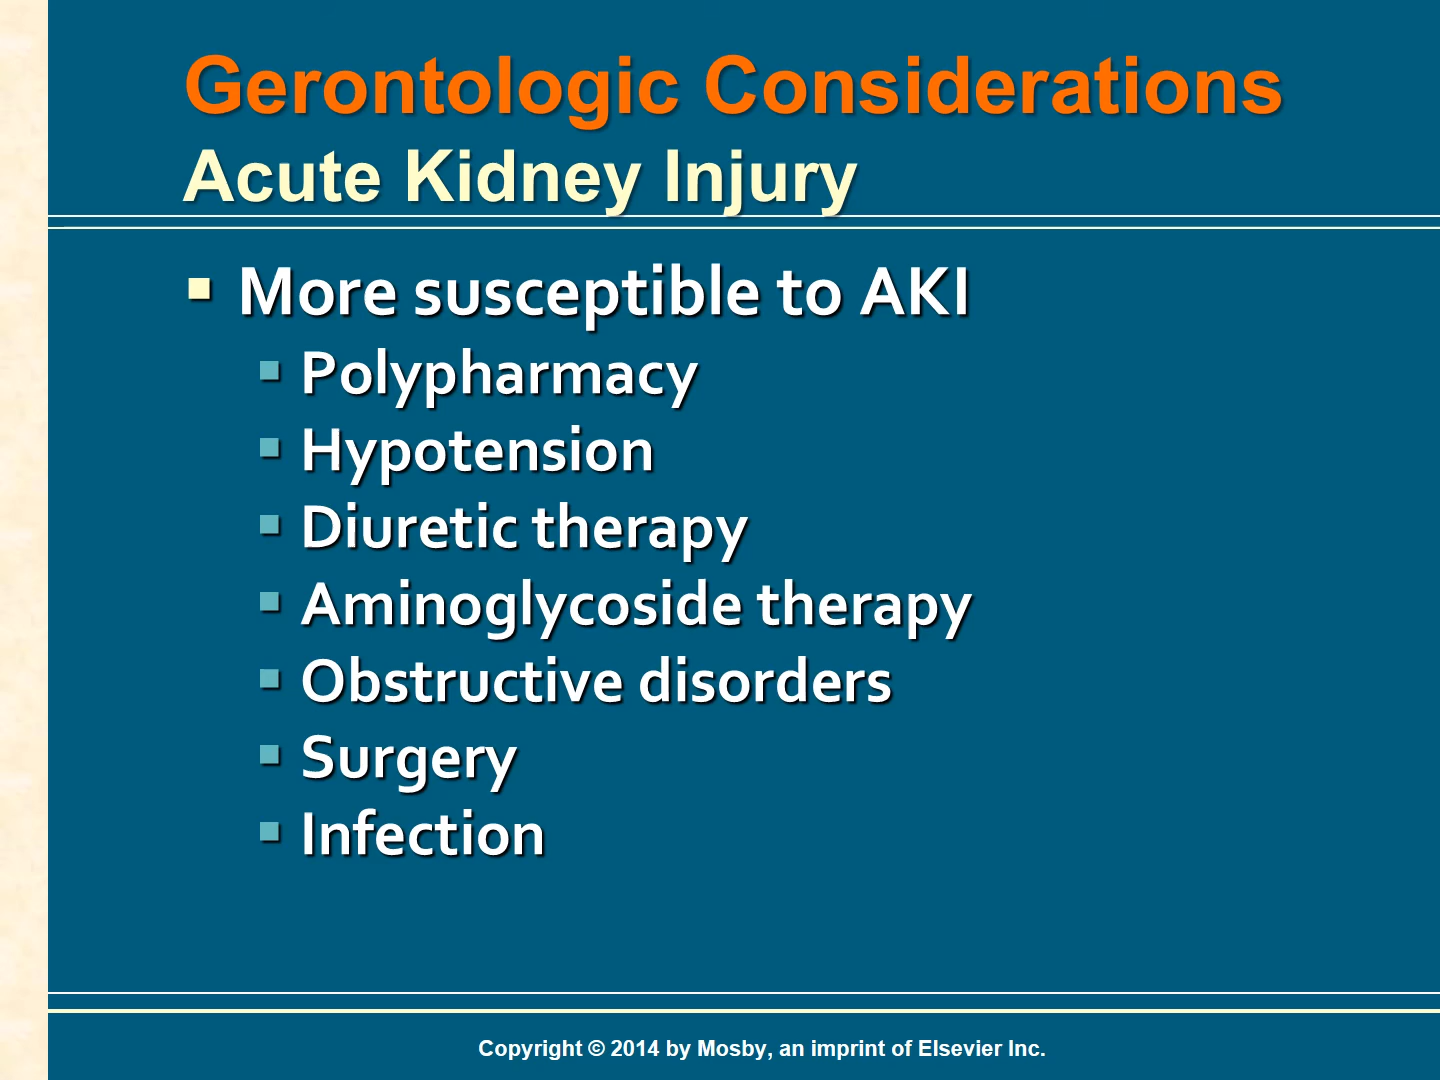 Gerontologic Considerations
Acute Kidney Injury
More susceptible to AKI
Polypharmacy
Hypotension
Diuretic therapy
Aminoglycoside therapy
Obstructive disorders
Surgery
Infection
Copyright © 2014 by Mosby, an imprint of Elsevier Inc.